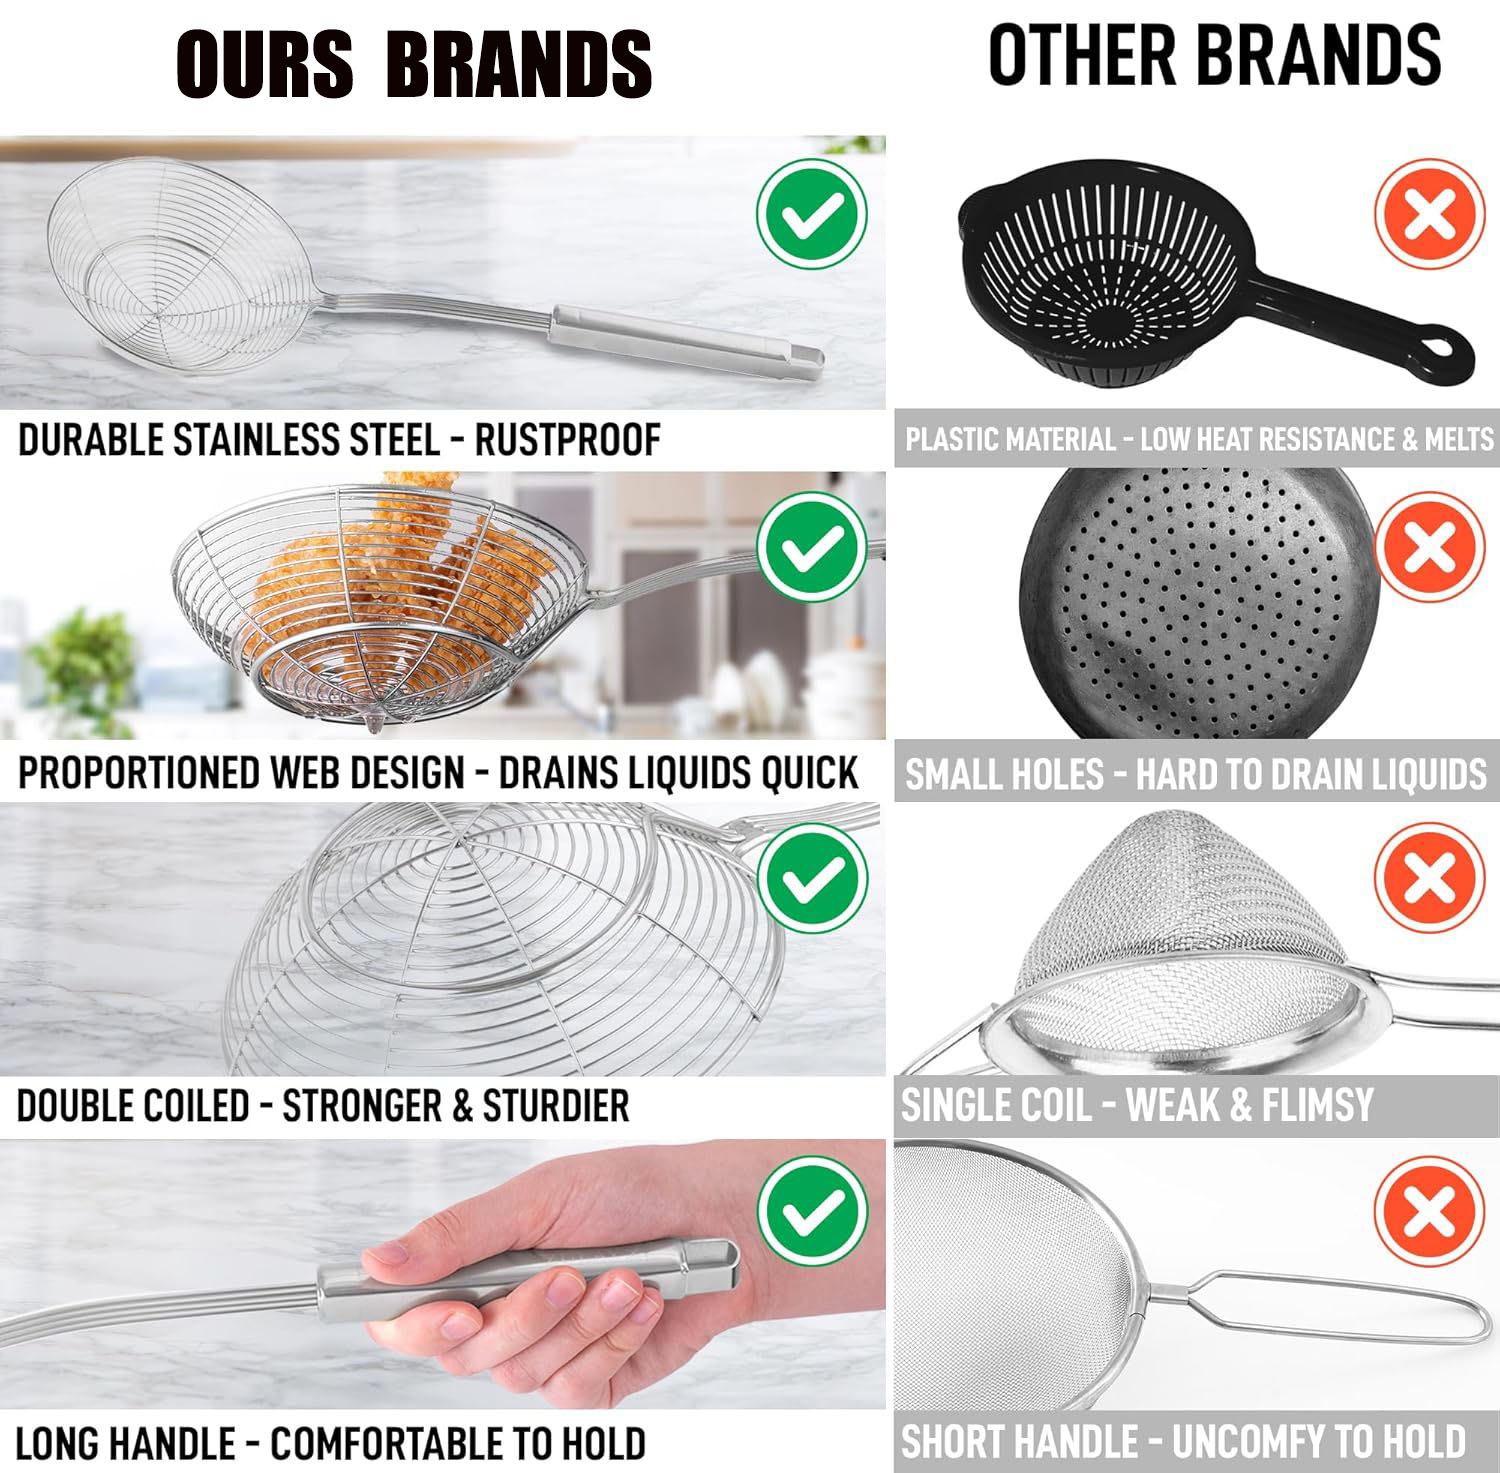 OURS BRANDS
OTHER BRANDS
DURABLE STAINLESS STEEL - RUSTPROOF
PLASTIC MATERIAL - LOW HEAT RESISTANCE & MELTS
PROPORTIONED WEB DESIGN - DRAINS LIQUIDS QUICK
SMALL HOLES - HARD TO DRAIN LIQUIDS
DOUBLE COILED - STRONGER & STURDIER
SINGLE COIL - WEAK & FLIMSY
LONG HANDLE - COMFORTABLE TO HOLD
SHORT HANDLE - UNCOMFY TO HOLD